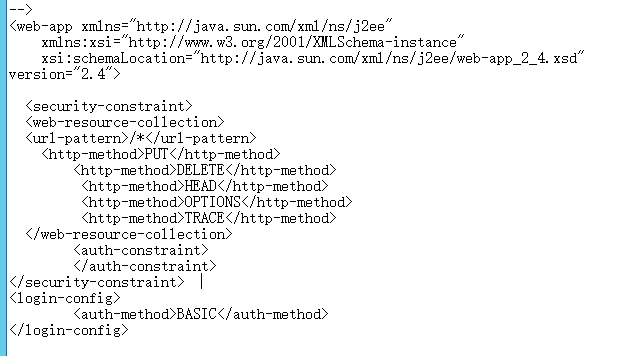 -->
<web-app xmlns="http://java.sun.com/xml/ns/j2ee"
xmlns:xsi="http://www.w3.org/2001/XMLSchema-instance"
xsi:schemaLocation="http://java.sun.com/xml/ns/j2ee/web-app_2_4.xsd"
version="2.4">
<security-constraint>
<web-resource-collection>
<url-pattern>/*</url-pattern>
<http-method>PUT</http-method>
<http-method>DELETE</http-method>
<http-method>HEAD</http-method>
<http-method>OPTIONS</http-method>
<http-method>TRACE</http-method>
</web-resource-collection>
<auth-constraint>
</auth-constraint>
</security-constraint>
<login-config>
<auth-method>BASIC</auth-method>
</login-config>